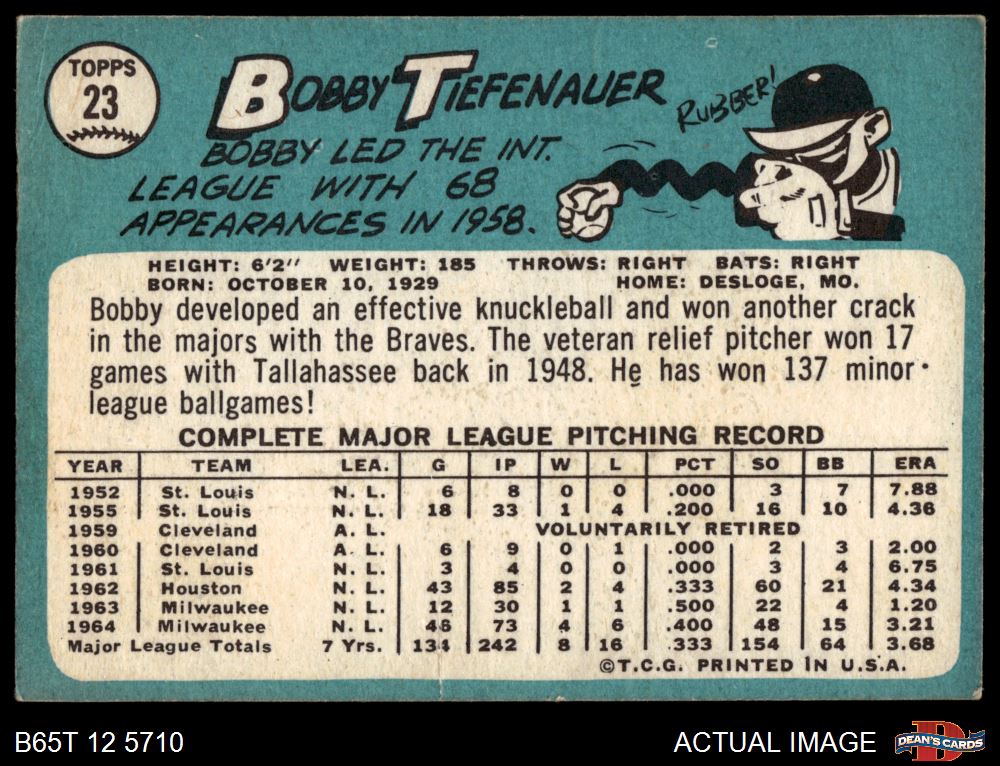 TOPPS
23
BOBBY TIEFENAUER
RUBBER!
BOBBY LED THE INT.
LEAGUE WITH 68
APPEARANCES IN 1958.
HEIGHT: 6'2" WEIGHT: 185 THROWS: RIGHT BATS: RIGHT
BORN: OCTOBER 10, 1929 HOME: DESLOGE, MO.
Bobby developed an effective knuckleball and won another crack
in the majors with the Braves. The veteran relief pitcher won 17
games with Tallahassee back in 1948. He has won 137 minor
league ballgames!
COMPLETE MAJOR LEAGUE PITCHING RECORD
YEAR TEAM LEA. G IP W L PCT SO BB ERA
1952 St. Louis N. L. 6 8 0 0 .000 3 7 7.88
1955 St. Louis N. L. 18 33 1 4 .200 16 10 4.36
1959 Cleveland A. L. VOLUNTARILY RETIRED
1960 Cleveland A. L. 6 9 0 1 .000 2 3 2.00
1961 St. Louis N. L. 3 4 0 0 .000 3 4 6.75
1962 Houston N. L. 43 85 2 4 .333 60 21 4.34
1963 Milwaukee N. L. 12 30 1 1 .500 22 4 1.20
1964 Milwaukee N. L. 46 73 4 6 .400 48 15 3.21
Major League Totals 7 Yrs. 134 242 8 16 .333 154 64 3.68
©T.C.G. PRINTED IN U.S.A.
B65T 12 5710
ACTUAL IMAGE
DEAN'S CARDS